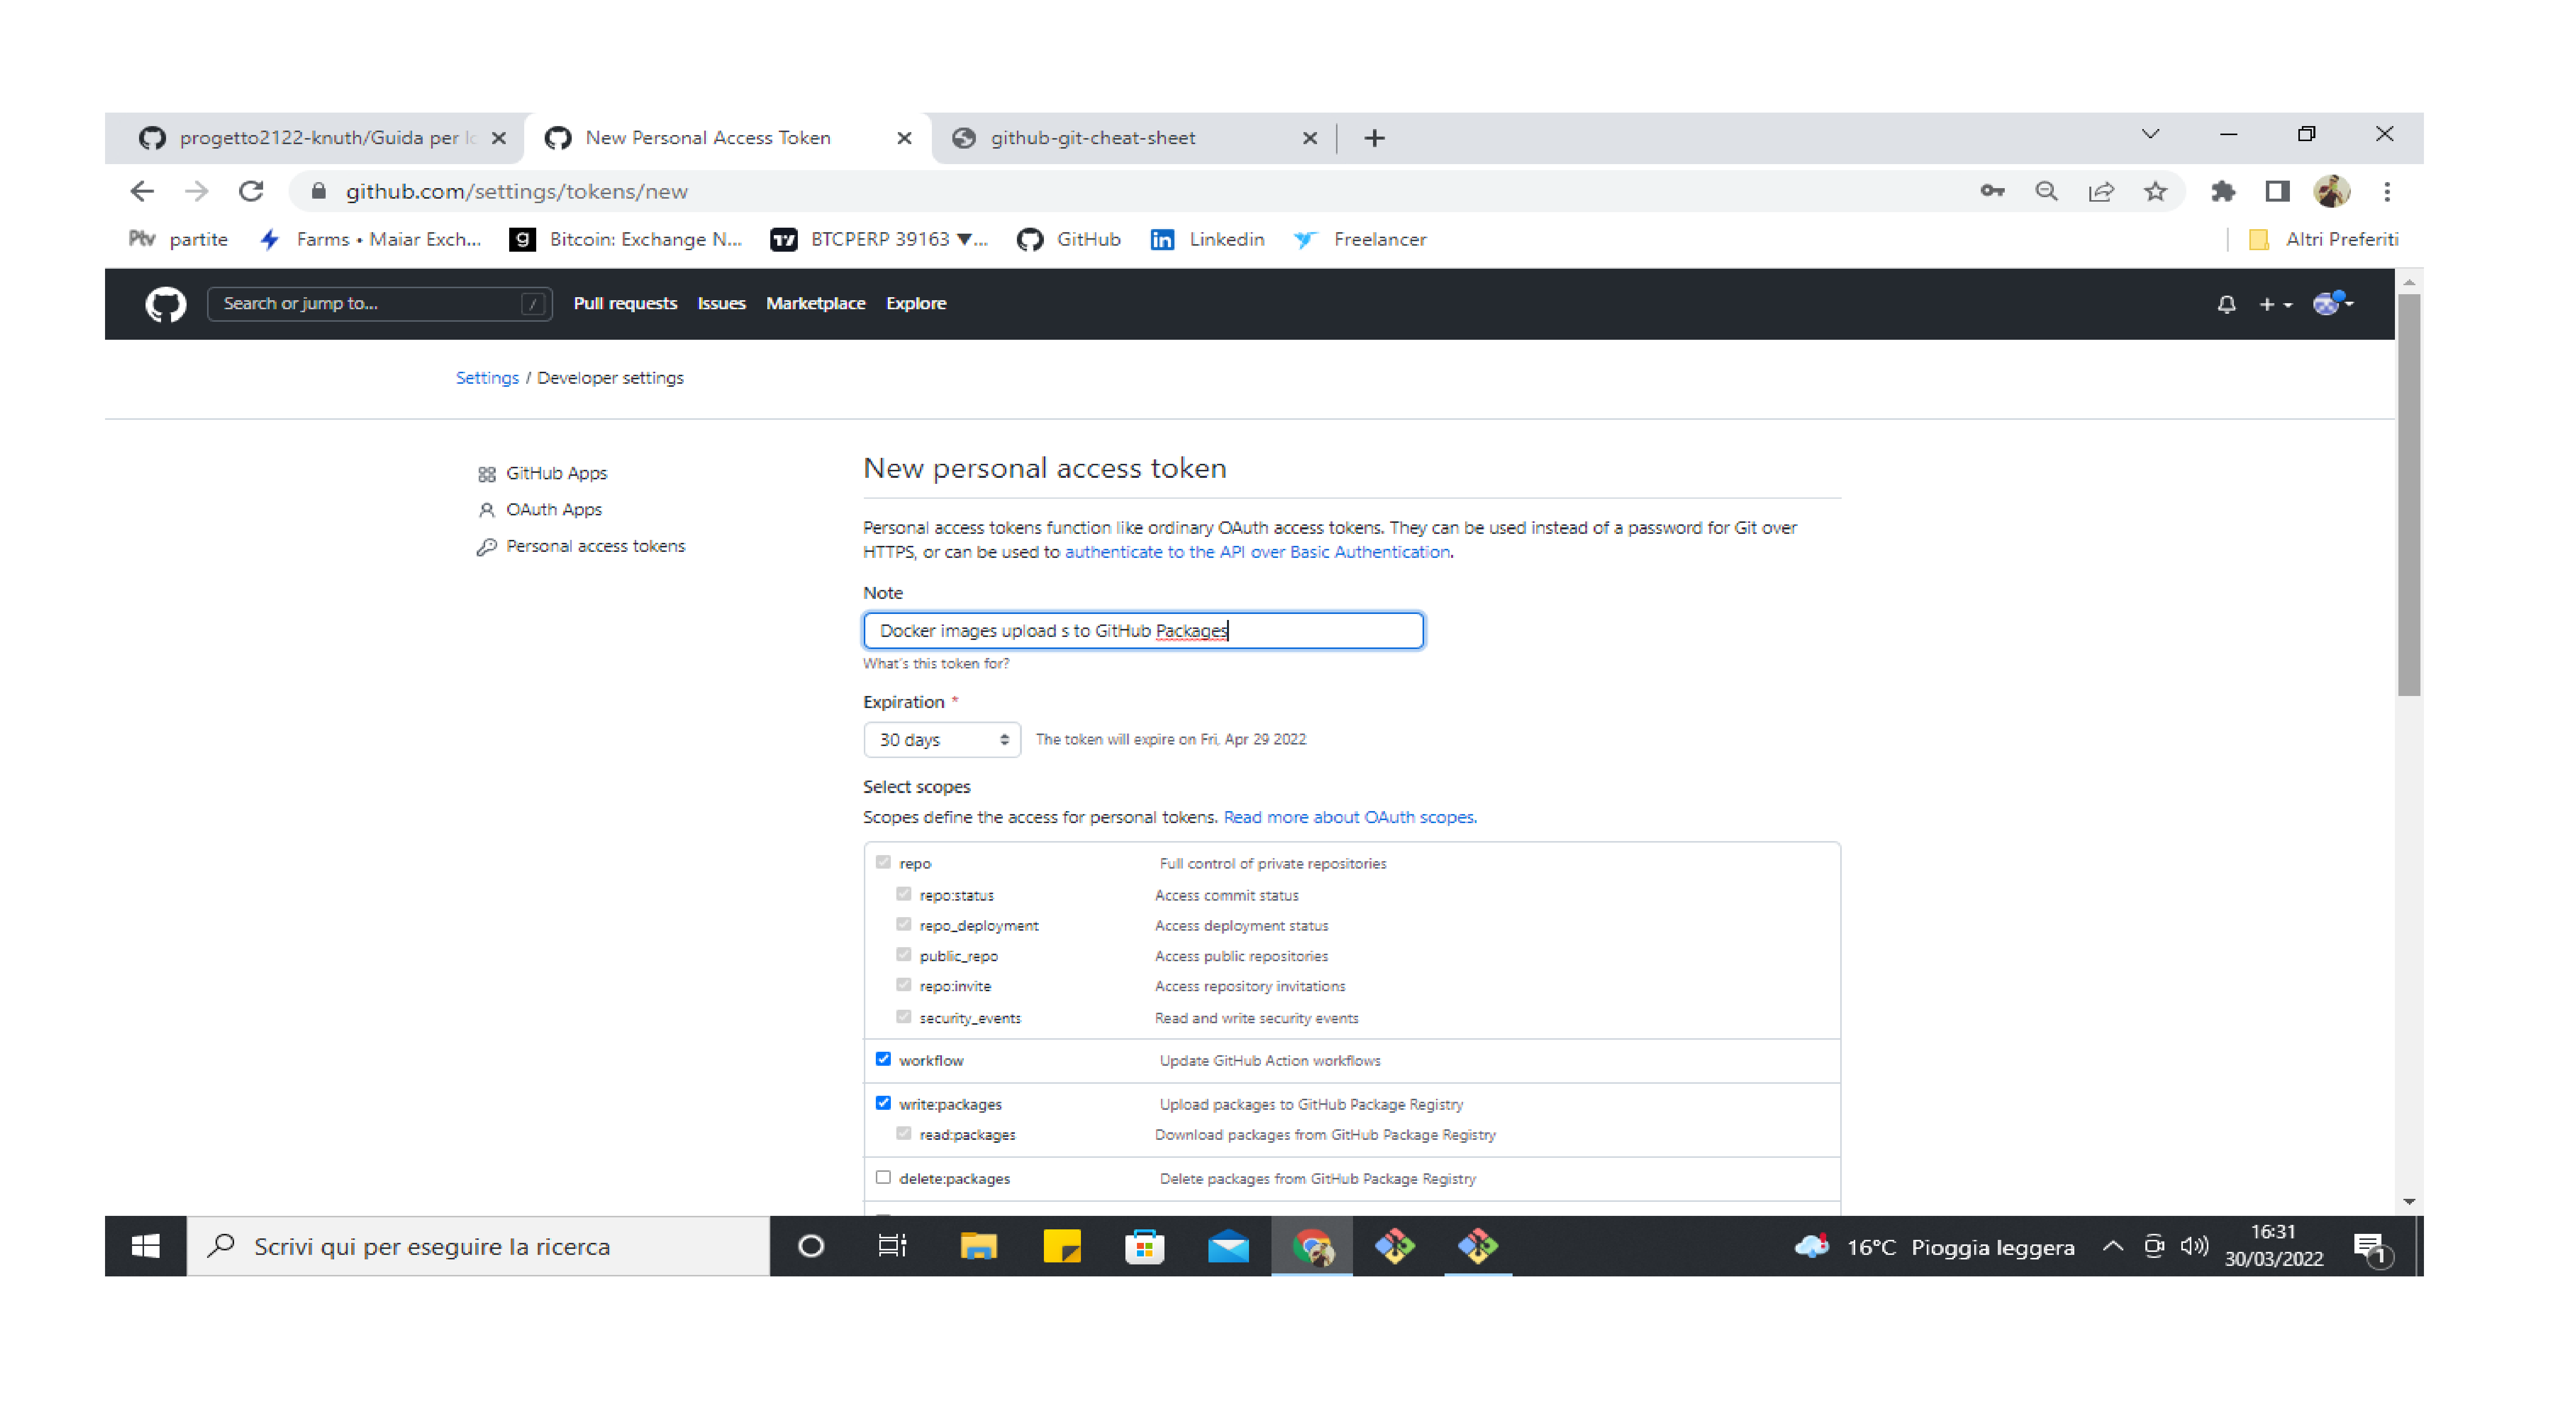 progetto2122-knuth/Guida per lo
New Personal Access Token
github-git-cheat-sheet
github.com/settings/tokens/new
Ptv partite
Farms • Maiar Exch...
g Bitcoin: Exchange N...
BTCPERP 39163 ▼...
GitHub
in Linkedin
Freelancer
Altri Preferiti
Search or jump to... /
Pull requests Issues Marketplace Explore
Settings / Developer settings
GitHub Apps
OAuth Apps
Personal access tokens
New personal access token
Personal access tokens function like ordinary OAuth access tokens. They can be used instead of a password for Git over
HTTPS, or can be used to authenticate to the API over Basic Authentication.
Note
Docker images upload s to GitHub Packages
What's this token for?
Expiration *
30 days The token will expire on Fri, Apr 29 2022
Select scopes
Scopes define the access for personal tokens. Read more about OAuth scopes.
repo Full control of private repositories
repo:status Access commit status
repo_deployment Access deployment status
public_repo Access public repositories
repo:invite Access repository invitations
security_events Read and write security events
workflow Update GitHub Action workflows
write:packages Upload packages to GitHub Package Registry
read:packages Download packages from GitHub Package Registry
delete:packages Delete packages from GitHub Package Registry
Scrivi qui per eseguire la ricerca
16°C Pioggia leggera
16:31
30/03/2022
1